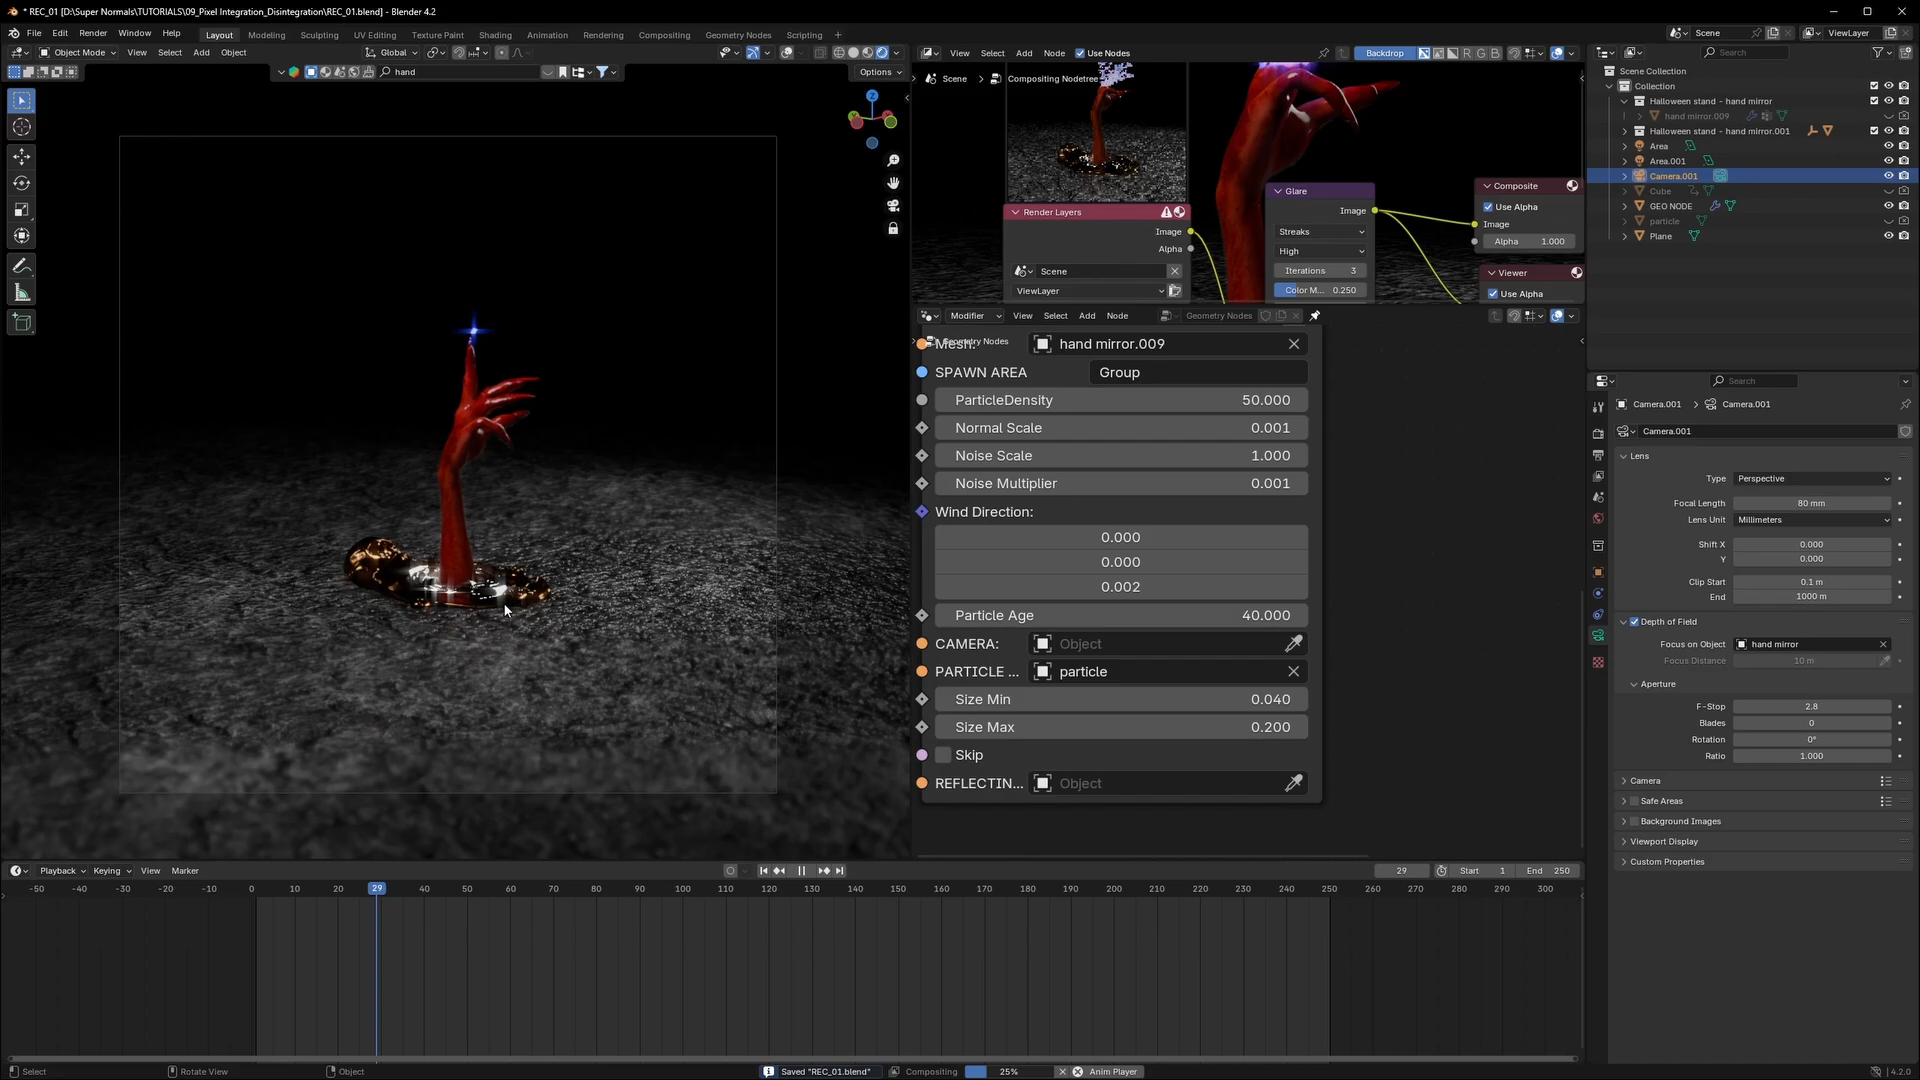 * REC_01 [D:\Super Normals\TUTORIALS\09_Pixel Integration_Disintegration\REC_01.blend] - Blender 4.2
File Edit Render Window Help Layout Modeling Sculpting UV Editing Texture Paint Shading Animation Rendering Compositing Geometry Nodes Scripting
Scene ViewLayer
Object Mode View Select Add Object Global
hand Options
View Select Add Node Use Nodes Backdrop R G B
Scene Compositing Nodetree
Z
Render Layers
Image
Alpha
Scene
ViewLayer
Glare
Image
Streaks
High
Iterations 3
Color M... 0.250
Composite
Use Alpha
Image
Alpha 1.000
Viewer
Use Alpha
Modifier View Select Add Node Geometry Nodes
Geometry Nodes
Mesh: hand mirror.009
SPAWN AREA Group
ParticleDensity 50.000
Normal Scale 0.001
Noise Scale 1.000
Noise Multiplier 0.001
Wind Direction:
0.000
0.000
0.002
Particle Age 40.000
CAMERA: Object
PARTICLE ... particle
Size Min 0.040
Size Max 0.200
Skip
REFLECTIN... Object
Search
Scene Collection
Collection
Halloween stand - hand mirror
hand mirror.009
Halloween stand - hand mirror.001
Area
Area.001
Camera.001
Cube
GEO NODE
particle
Plane
Search
Camera.001 Camera.001
Camera.001
Lens
Type Perspective
Focal Length 80 mm
Lens Unit Millimeters
Shift X 0.000
Y 0.000
Clip Start 0.1 m
End 1000 m
Depth of Field
Focus on Object hand mirror
Focus Distance 10 m
Aperture
F-Stop 2.8
Blades 0
Rotation 0°
Ratio 1.000
Camera
Safe Areas
Background Images
Viewport Display
Custom Properties
Playback Keying View Marker 29 Start 1 End 250
-50 -40 -30 -20 -10 0 10 20 29 40 50 60 70 80 90 100 110 120 130 140 150 160 170 180 190 200 210 220 230 240 250 260 270 280 290 300
Select Rotate View Object Saved "REC_01.blend" Compositing 25% Anim Player 4.2.0